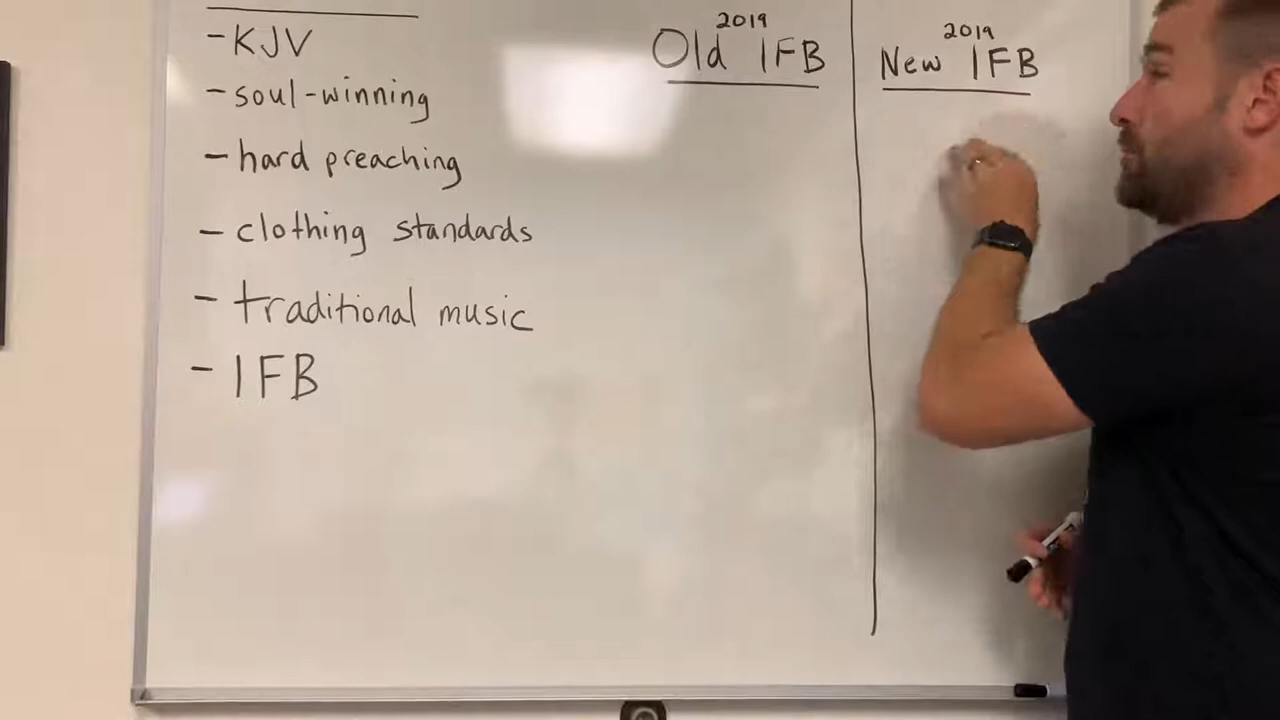 - KJV
- soul-winning
- hard preaching
- clothing standards
- traditional music
- IFB
2019
Old IFB
2019
New IFB